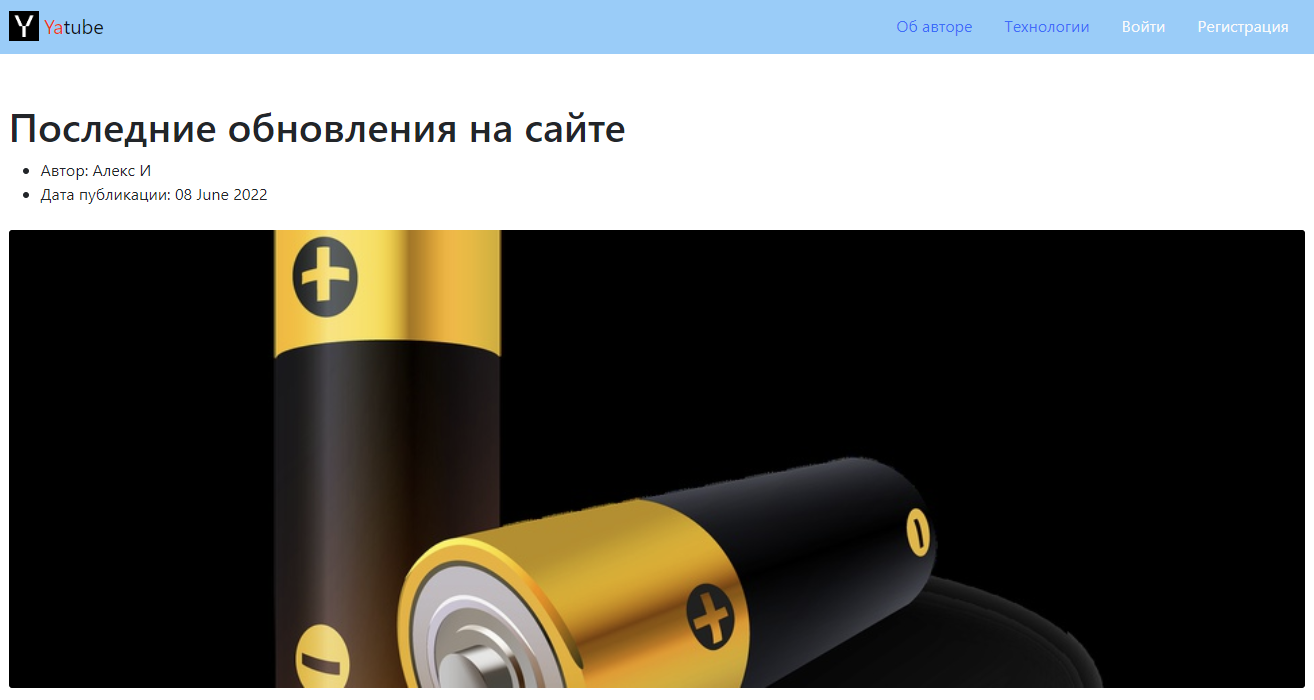 Y Yatube Об авторе Технологии Войти Регистрация
Последние обновления на сайте
Автор: Алекс И
Дата публикации: 08 June 2022